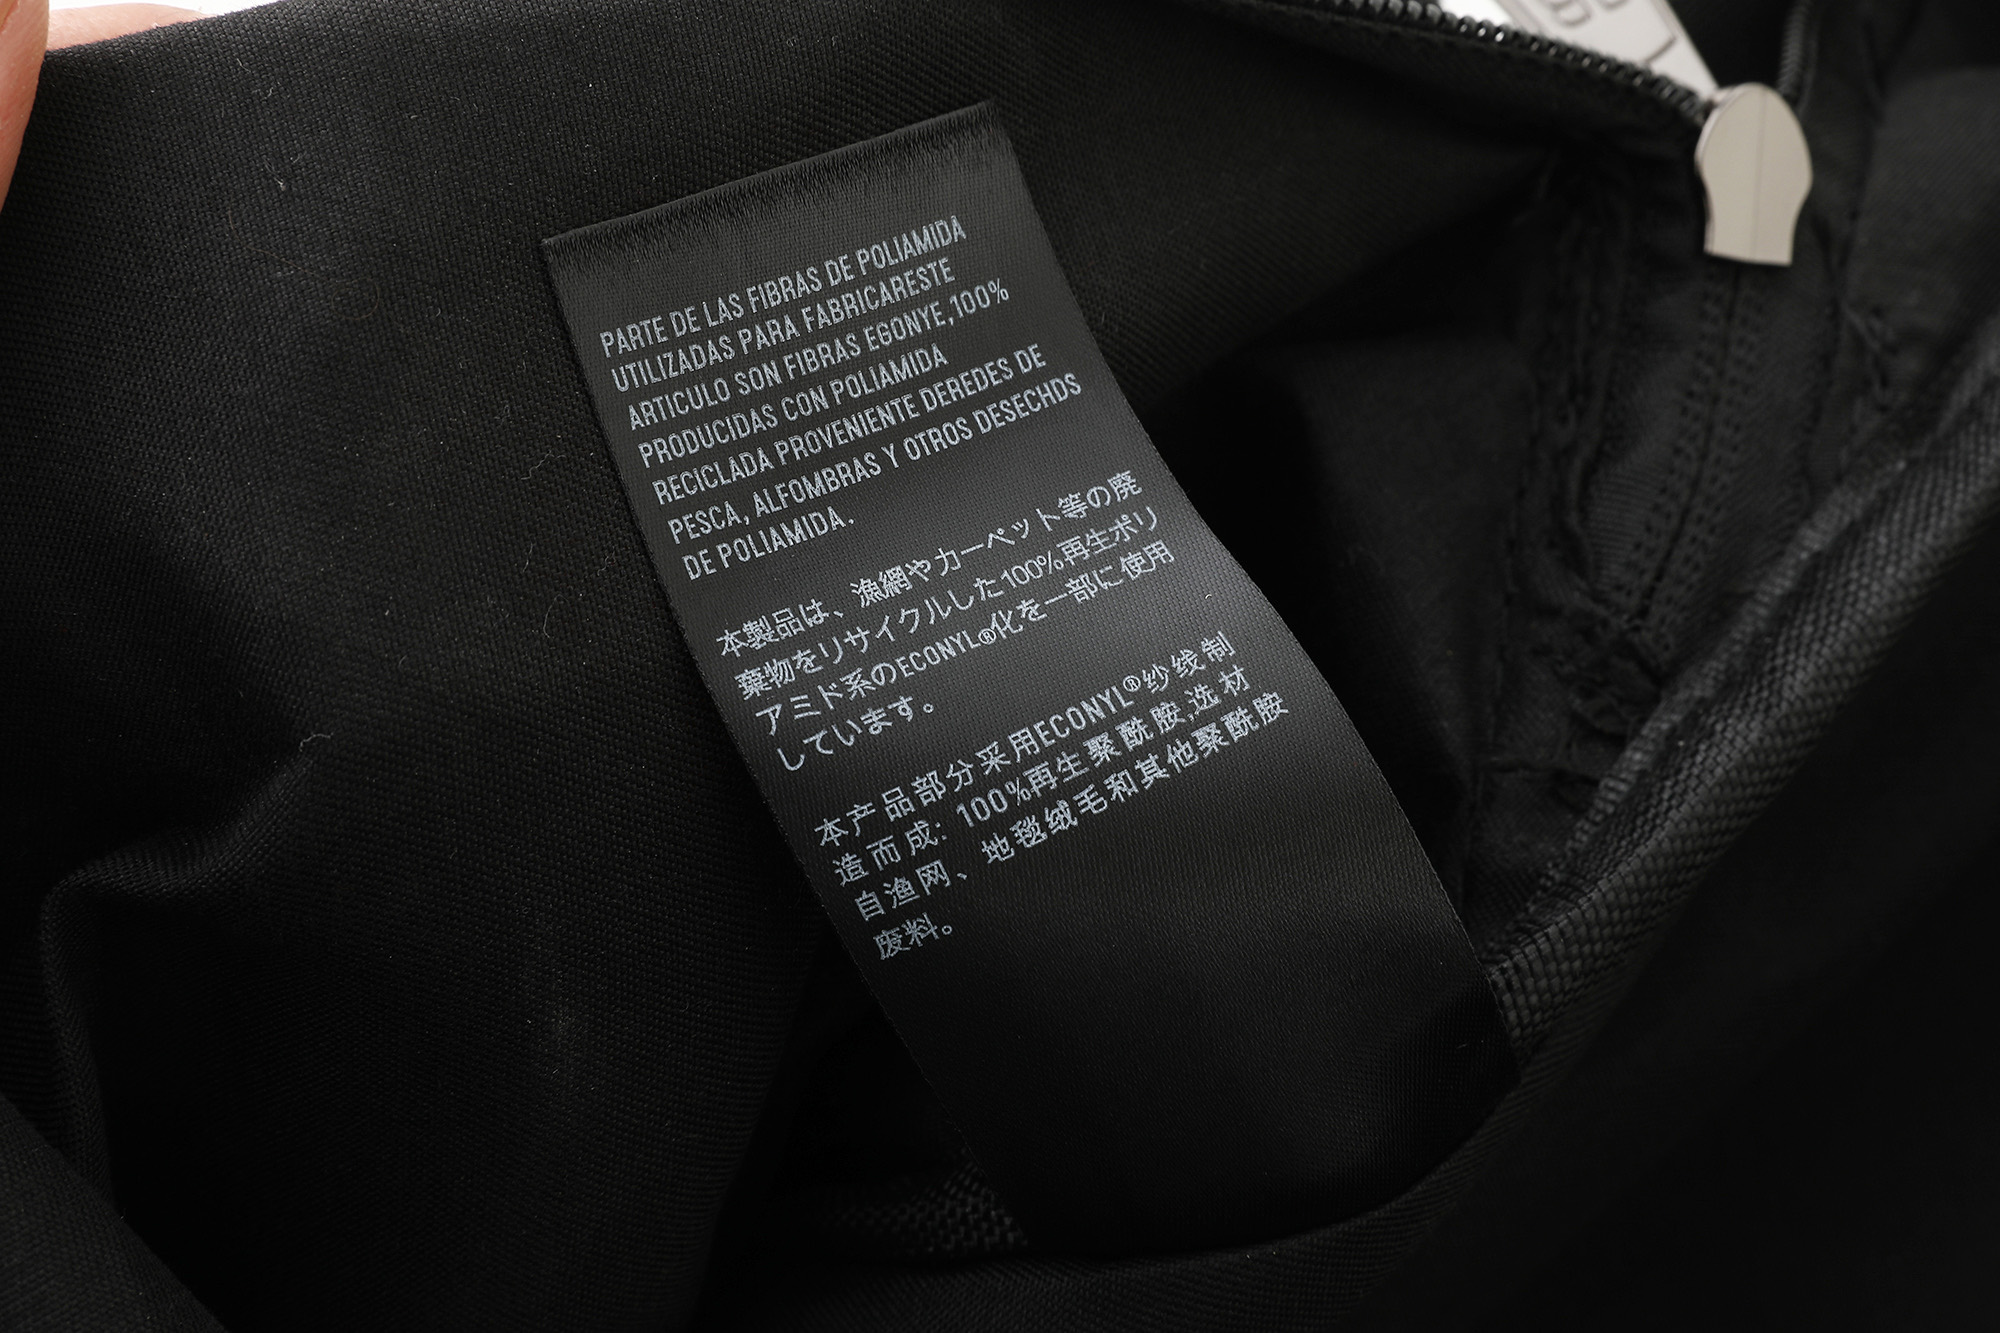 PARTE DE LAS FIBRAS DE POLIAMIDA
UTILIZADAS PARA FABRICARESTE
ARTICULO SON FIBRAS EGONYE,100%
PRODUCIDAS CON POLIAMIDA
RECICLADA PROVENIENTE DEREDES DE
PESCA, ALFOMBRAS Y OTROS DESECHDS
DE POLIAMIDA.
本製品は、漁網やカーペット等の廃
棄物をリサイクルした100%再生ポリ
アミド系のECONYL®化を一部に使用
しています。
本产品部分采用ECONYL®纱线制
造而成: 100%再生聚酰胺,选材
自渔网、地毯绒毛和其他聚酰胺
废料。